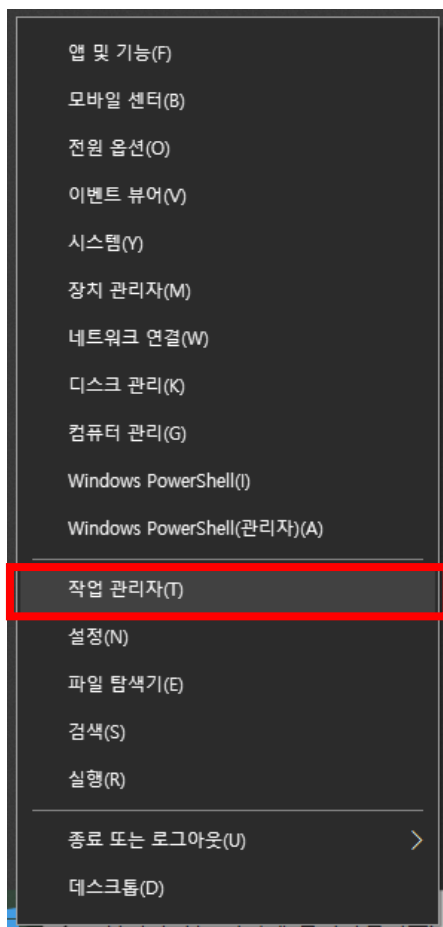 앱 및 기능(F)
모바일 센터(B)
전원 옵션(O)
이벤트 뷰어(V)
시스템(Y)
장치 관리자(M)
네트워크 연결(W)
디스크 관리(K)
컴퓨터 관리(G)
Windows PowerShell(I)
Windows PowerShell(관리자)(A)
작업 관리자(T)
설정(N)
파일 탐색기(E)
검색(S)
실행(R)
종료 또는 로그아웃(U)
데스크톱(D)